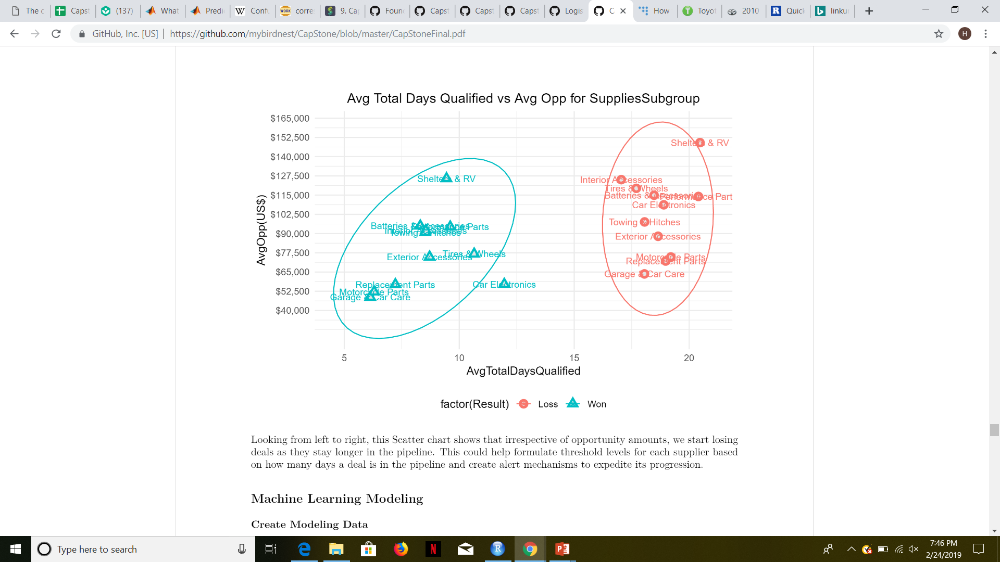 The c
Capst
(137)
What
Predi
W Confu
WORK corre
9. Ca
Foun
Capst
Capst
Capst
Logis
C
How
T Toyot
2010
R Quick
linkur
GitHub, Inc. [US] | https://github.com/mybirdnest/CapStone/blob/master/CapStoneFinal.pdf
H
Avg Total Days Qualified vs Avg Opp for SuppliesSubgroup
AvgOpp(US$)
$165,000
$152,500
$140,000
$127,500
$115,000
$102,500
$90,000
$77,500
$65,000
$52,500
$40,000
Shelters & RV
Batteries & Accessories
Performance Parts
Interior Accessories
Towing & Hitches
Exterior Accessories
Tires & Wheels
Replacement Parts
Car Electronics
Motorcycle Parts
Garage & Car Care
Shelters & RV
Interior Accessories
Tires & Wheels
Batteries & Accessories
Performance Part
Car Electronics
Towing & Hitches
Exterior Accessories
Motorcycle Parts
Replacement Parts
Garage & Car Care
5 10 15 20
AvgTotalDaysQualified
factor(Result) Loss Won
Looking from left to right, this Scatter chart shows that irrespective of opportunity amounts, we start losing
deals as they stay longer in the pipeline. This could help formulate threshold levels for each supplier based
on how many days a deal is in the pipeline and create alert mechanisms to expedite its progression.
Machine Learning Modeling
Create Modeling Data
Type here to search
N
R
P
7:46 PM
2/24/2019